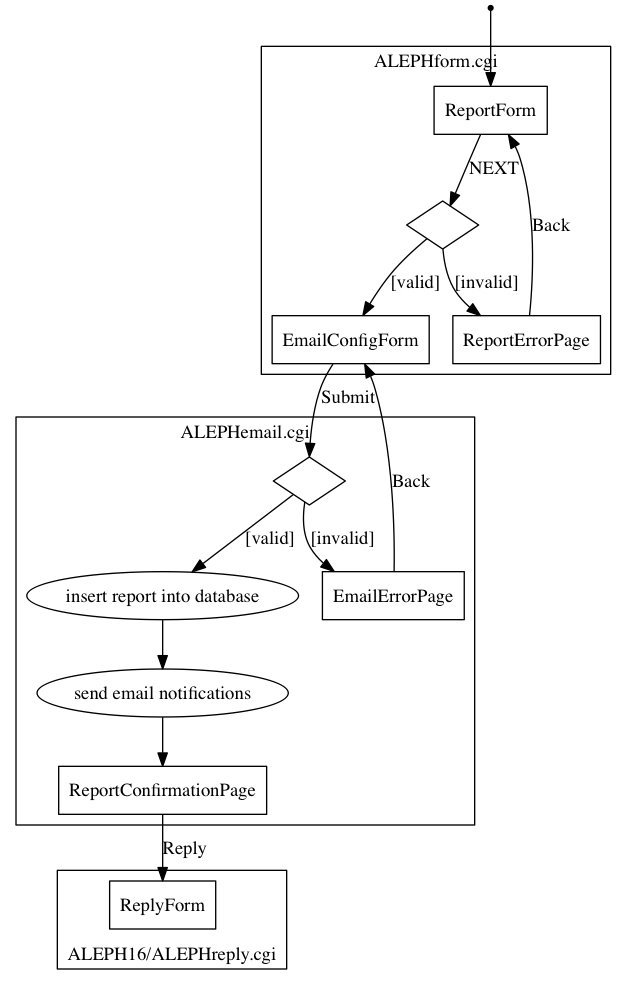 ALEPHform.cgi
ReportForm
NEXT
Back
[valid]
[invalid]
EmailConfigForm
ReportErrorPage
Submit
ALEPHemail.cgi
Back
[valid]
[invalid]
insert report into database
EmailErrorPage
send email notifications
ReportConfirmationPage
Reply
ReplyForm
ALEPH16/ALEPHreply.cgi